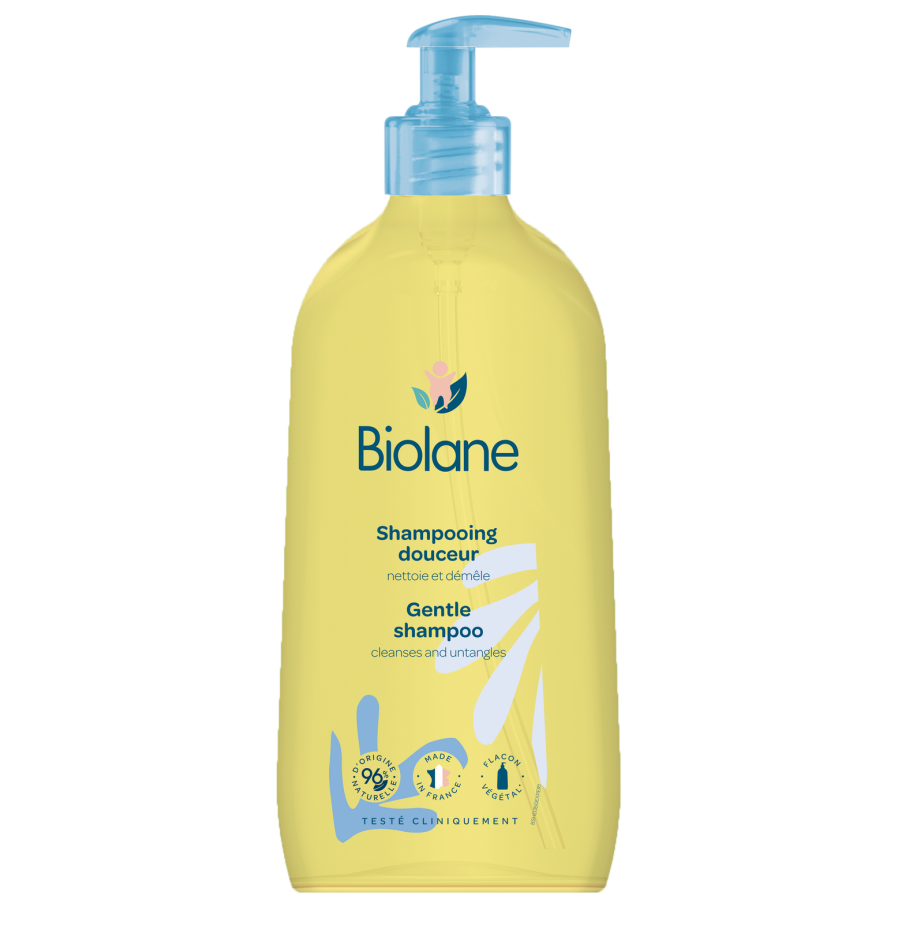 Biolane
Shampooing
douceur
nettoie et démêle
Gentle
shampoo
cleanses and untangles
D'ORIGINE
96%
NATURELLE
MADE
IN FRANCE
FLACON
VÉGÉTAL
TESTÉ CLINIQUEMENT